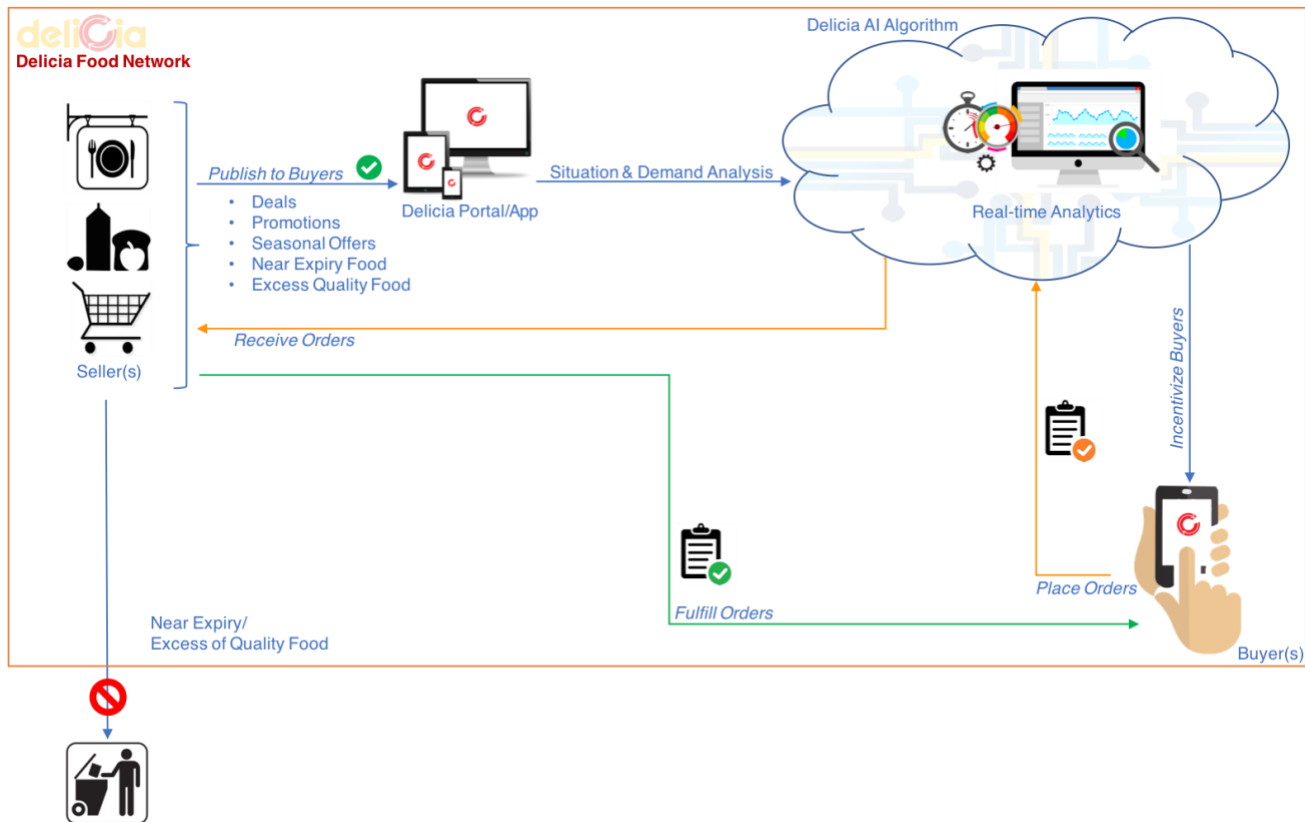 delicia
Delicia Food Network
Delicia AI Algorithm
Publish to Buyers
• Deals
• Promotions
• Seasonal Offers
• Near Expiry Food
• Excess Quality Food
Delicia Portal/App
Situation & Demand Analysis
Real-time Analytics
Receive Orders
Seller(s)
Incentivize Buyers
Place Orders
Fulfill Orders
Near Expiry/
Excess of Quality Food
Buyer(s)